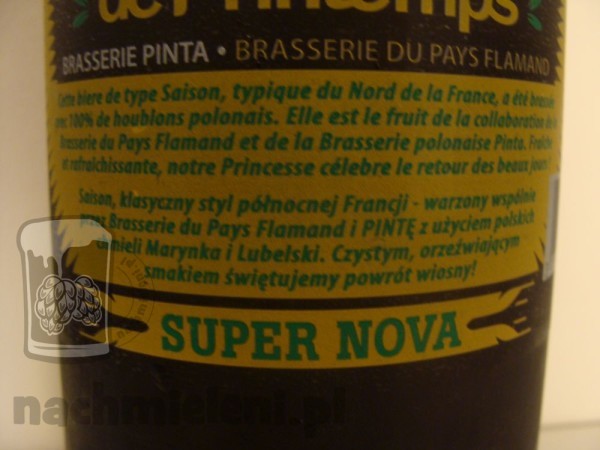 de Printemps
BRASSERIE PINTA • BRASSERIE DU PAYS FLAMAND
Cette biere de type Saison, typique du Nord de la France, a été brassée
avec 100% de houblons polonais. Elle est le fruit de la collaboration de la
Brasserie du Pays Flamand et de la Brasserie polonaise Pinta. Fraîche
et rafraîchissante, notre Princesse célebre le retour des beaux jours!
Saison, klasyczny styl północnej Francji - warzony wspólnie
przez Brasserie du Pays Flamand i PINTĘ z użyciem polskich
chmieli Marynka i Lubelski. Czystym, orzeźwiającym
smakiem świętujemy powrót wiosny!
SUPER NOVA
nachmieleni.pl